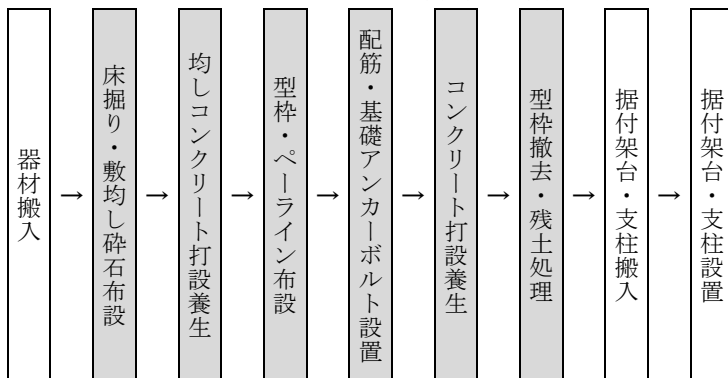 器材搬入
→
床掘り・敷均し砕石布設
→
均しコンクリート打設養生
→
型枠・ペーライン布設
→
配筋・基礎アンカーボルト設置
→
コンクリート打設養生
→
型枠撤去・残土処理
→
据付架台・支柱搬入
→
据付架台・支柱設置